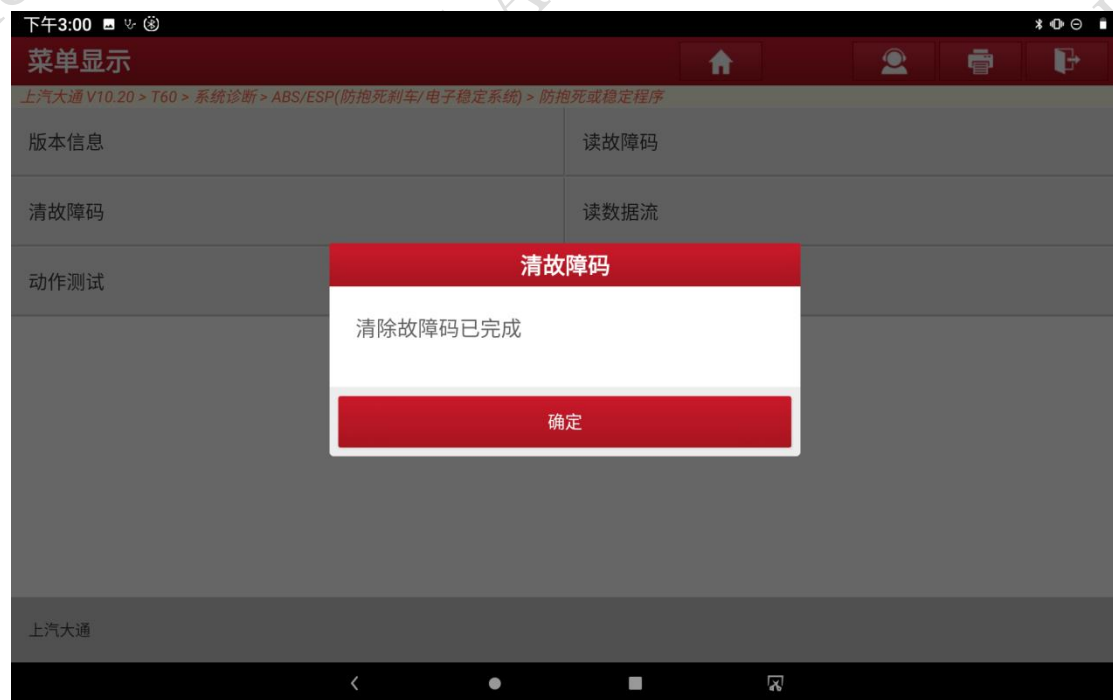 下午3:00
菜单显示
上汽大通 V10.20 > T60 > 系统诊断 > ABS/ESP(防抱死刹车/电子稳定系统) > 防抱死或稳定程序
版本信息
读故障码
清故障码
读数据流
动作测试
清故障码
清除故障码已完成
确定
上汽大通